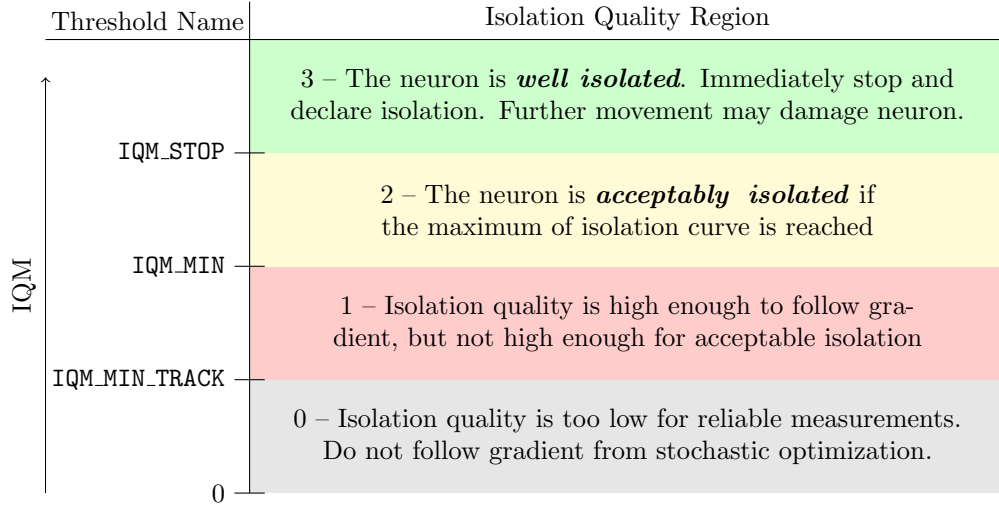 Threshold Name
Isolation Quality Region
3 – The neuron is well isolated. Immediately stop and
declare isolation. Further movement may damage neuron.
IQM_STOP
2 – The neuron is acceptably isolated if
the maximum of isolation curve is reached
IQM_MIN
IQM
1 – Isolation quality is high enough to follow gra-
dient, but not high enough for acceptable isolation
IQM_MIN_TRACK
0 – Isolation quality is too low for reliable measurements.
Do not follow gradient from stochastic optimization.
0